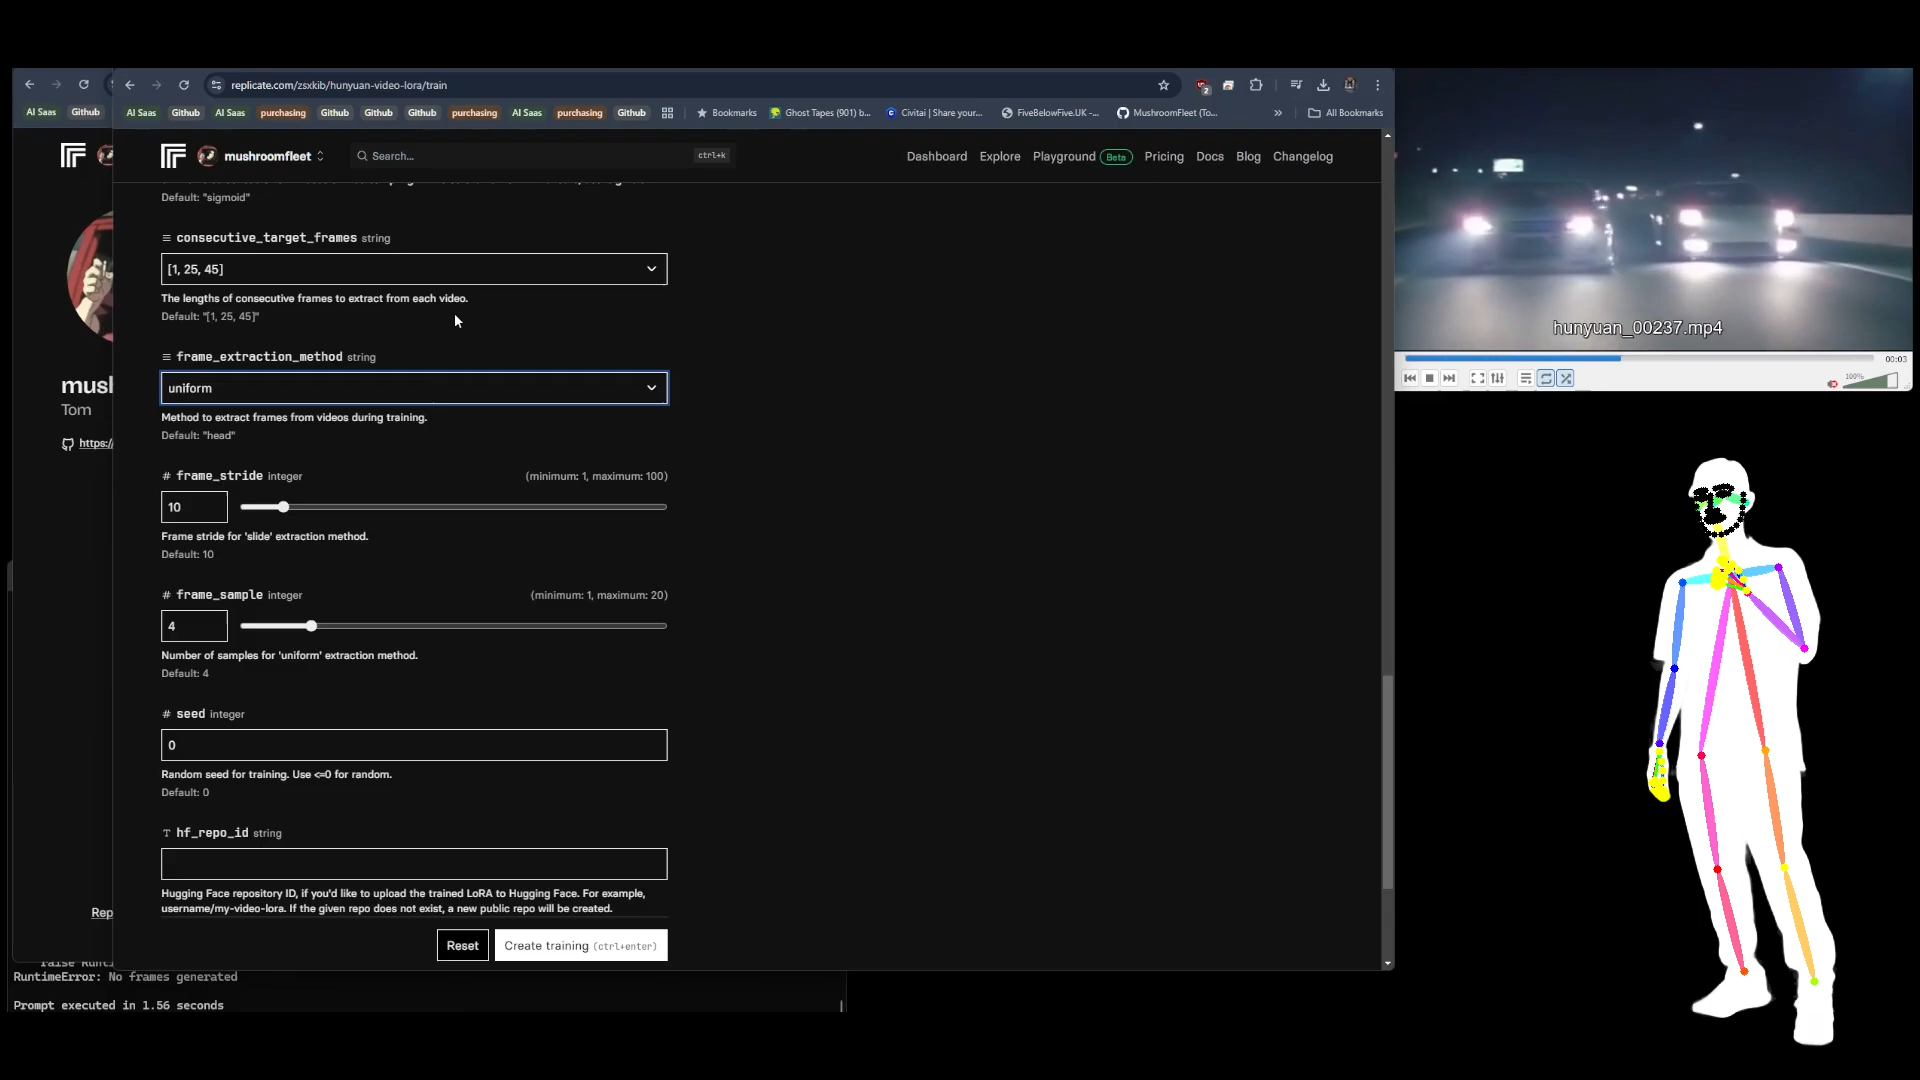 replicate.com/zsxkib/hunyuan-video-lora/train
2
AI Saas
Github
AI Saas
Github
AI Saas
purchasing
Github
Github
Github
purchasing
AI Saas
purchasing
Github
Bookmarks
Ghost Tapes (901) b...
Civitai | Share your...
FiveBelowFive.UK -...
MushroomFleet (To...
»
All Bookmarks
mushroomfleet
Search...
ctrl+k
Dashboard
Explore
Playground
Beta
Pricing
Docs
Blog
Changelog
Default: "sigmoid"
consecutive_target_frames string
[1, 25, 45]
The lengths of consecutive frames to extract from each video.
Default: "[1, 25, 45]"
frame_extraction_method string
uniform
Method to extract frames from videos during training.
Default: "head"
# frame_stride integer
(minimum: 1, maximum: 100)
10
Frame stride for 'slide' extraction method.
Default: 10
# frame_sample integer
(minimum: 1, maximum: 20)
4
Number of samples for 'uniform' extraction method.
Default: 4
# seed integer
0
Random seed for training. Use <=0 for random.
Default: 0
T hf_repo_id string
Hugging Face repository ID, if you'd like to upload the trained LoRA to Hugging Face. For example,
username/my-video-lora. If the given repo does not exist, a new public repo will be created.
Reset
Create training (ctrl+enter)
mush
Tom
https:/
Rep
RuntimeError: No frames generated
Prompt executed in 1.56 seconds
hunyuan_00237.mp4
00:03
100%